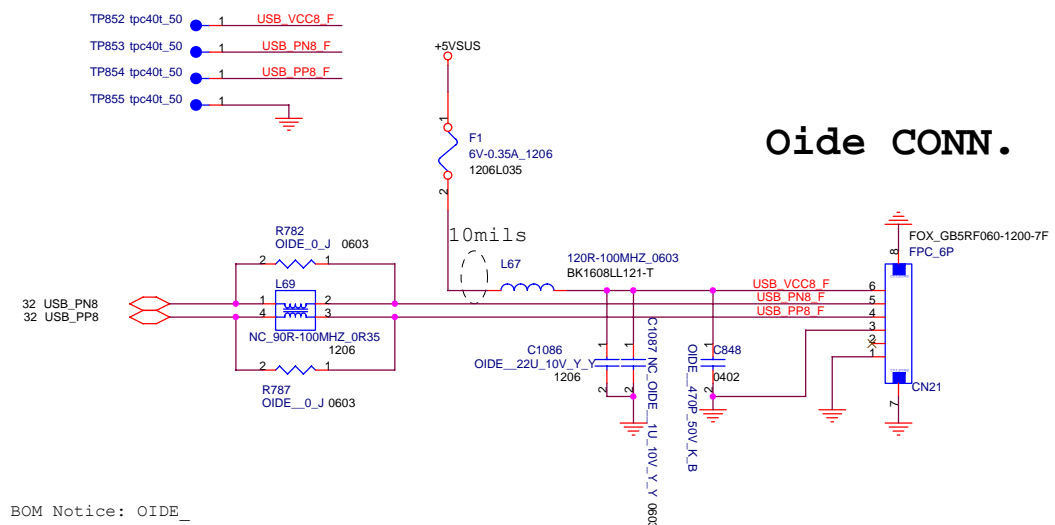 TP852 tpc40t_50 1 USB_VCC8_F
TP853 tpc40t_50 1 USB_PN8_F
TP854 tpc40t_50 1 USB_PP8_F
TP855 tpc40t_50 1
+5VSUS
Oide CONN.
1
F1
6V-0.35A_1206
1206L035
2
R782
OIDE_0_J 0603
2 1
10mils
L67
120R-100MHZ_0603
BK1608LL121-T
FOX_GB5RF060-1200-7F
FPC_6P
8
L69
32 USB_PN8
32 USB_PP8
1 2
4 3
NC_90R-100MHZ_0R35
1206
2 1
R787
OIDE__0_J 0603
USB_VCC8_F 6
USB_PN8_F 5
USB_PP8_F 4
3
2
1
C1086
OIDE__22U_10V_Y_Y
1206
1
2
1
2
C1087 NC_OIDE__1U_10V_Y_Y
1
2
C848
0402
OIDE__470P_50V_K_B
CN21
7
BOM Notice: OIDE_